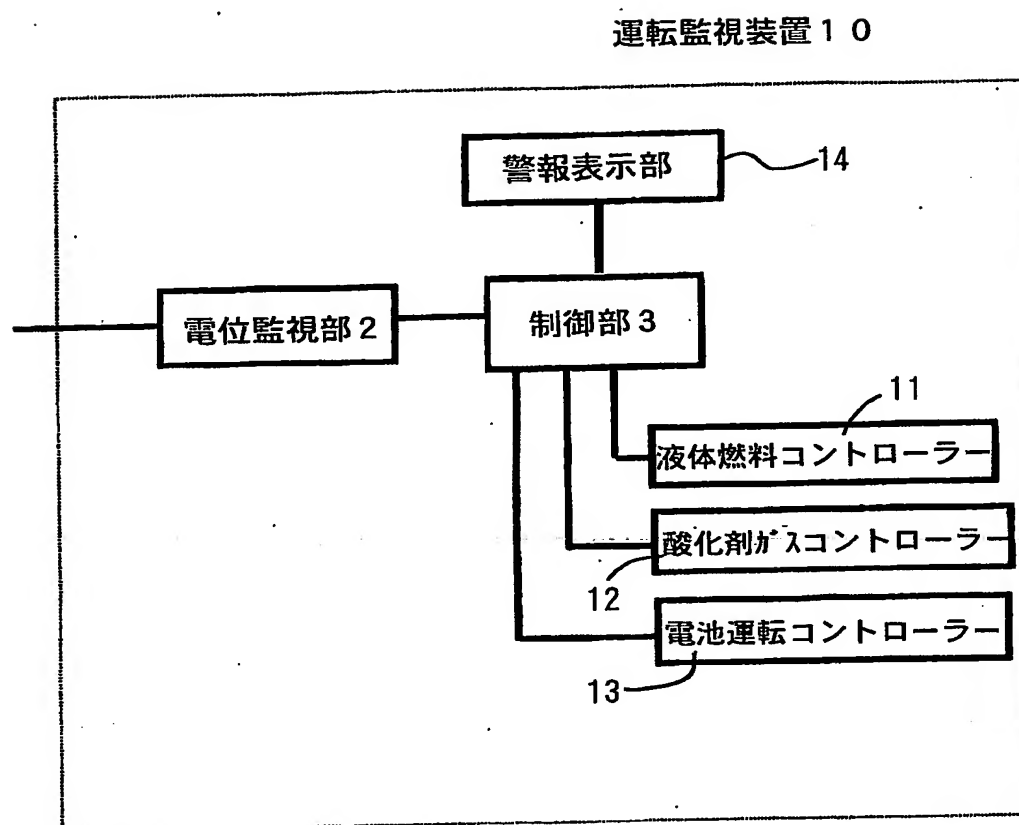 運転監視装置１０
警報表示部
14
電位監視部２
制御部３
11
液体燃料コントローラー
酸化剤ｶﾞｽコントローラー
12
電池運転コントローラー
13